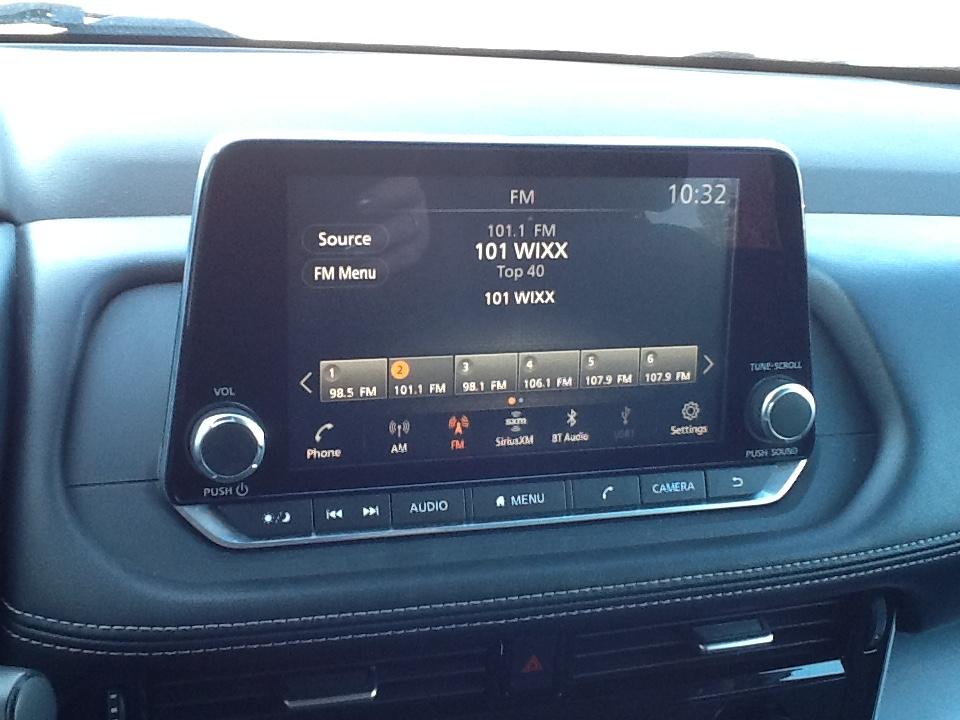 FM
10:32
Source
101.1 FM
101 WIXX
FM Menu
Top 40
101 WIXX
1 2 3 4 5 6
98.5 FM 101.1 FM 98.1 FM 106.1 FM 107.9 FM 107.9 FM
Phone AM FM SiriusXM BT Audio Settings
sxm
VOL
PUSH
TUNE•SCROLL
PUSH SOUND
AUDIO MENU CAMERA